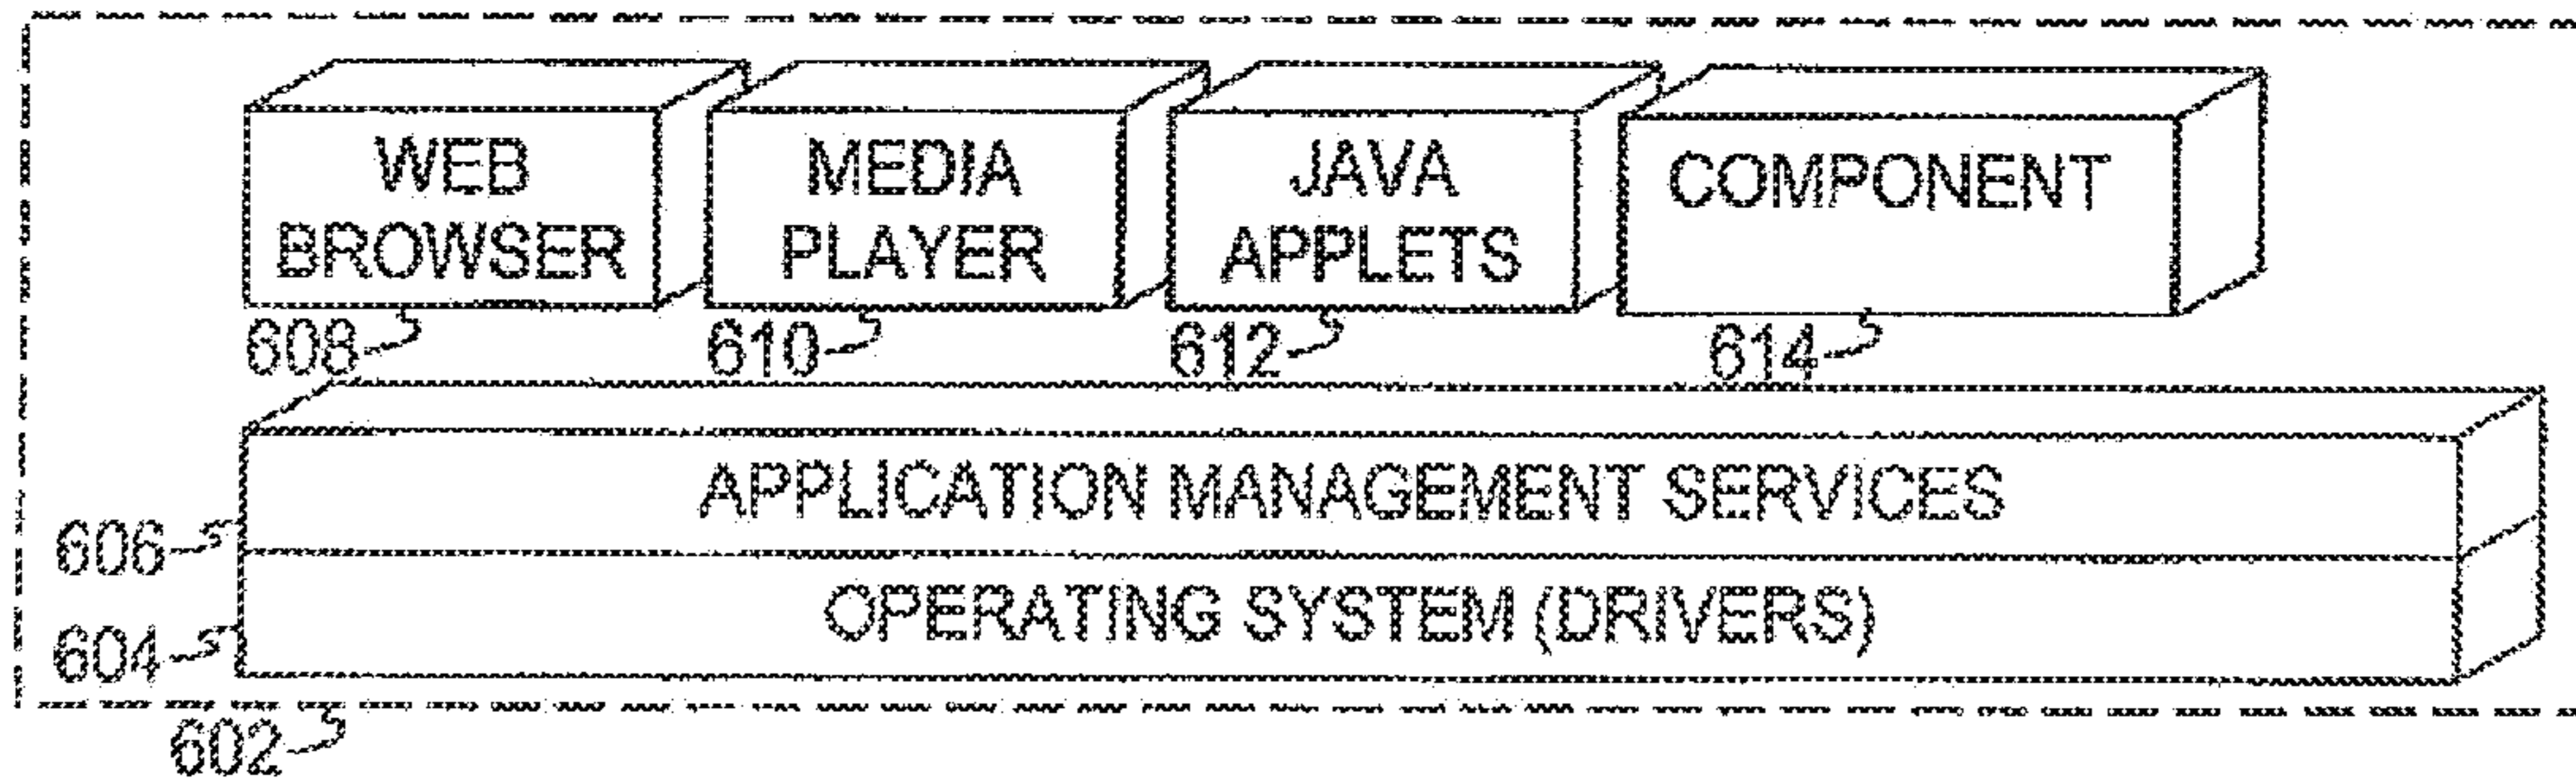 WEB
BROWSER
MEDIA
PLAYER
JAVA
APPLETS
COMPONENT
608
610
612
614
APPLICATION MANAGEMENT SERVICES
606
OPERATING SYSTEM (DRIVERS)
604
602